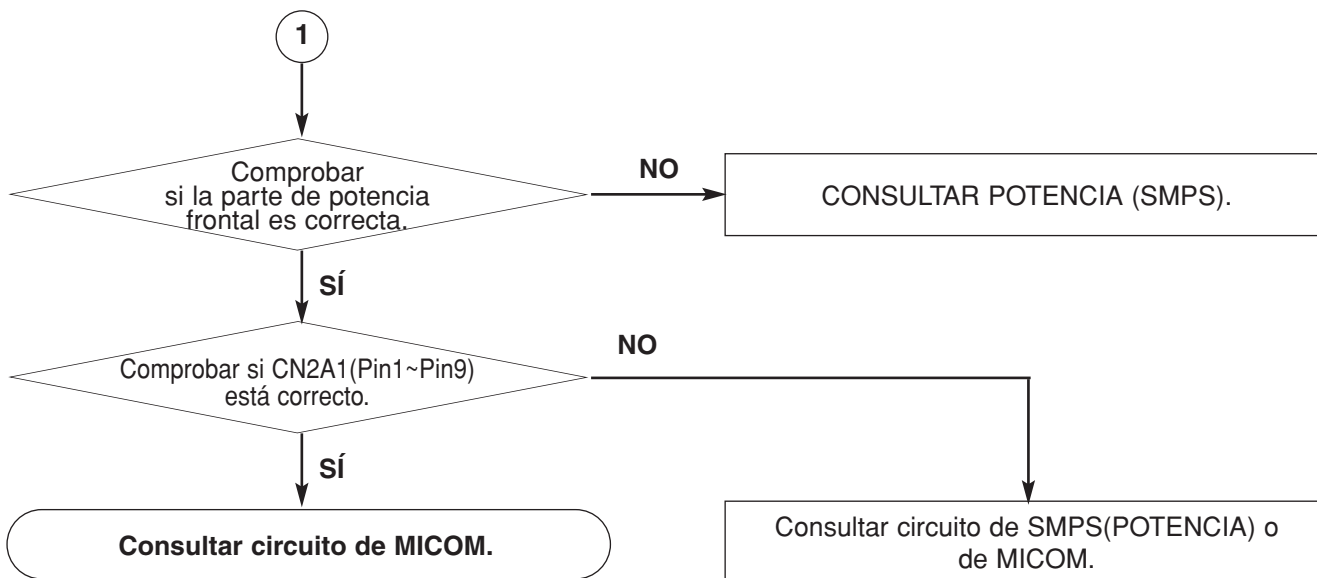 1
Comprobar
si la parte de potencia
frontal es correcta.
NO
CONSULTAR POTENCIA (SMPS).
SÍ
Comprobar si CN2A1(Pin1~Pin9)
está correcto.
NO
SÍ
Consultar circuito de MICOM.
Consultar circuito de SMPS(POTENCIA) o
de MICOM.